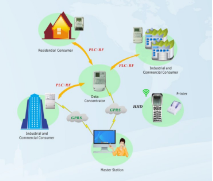 Residential Consumer
PLC-RF
PLC-RF
Industrial and
Commercial Consumer
Data
Concentrator
PLC-RF
GPRS
GPRS
Industrial and
Commercial Consumer
Master Station